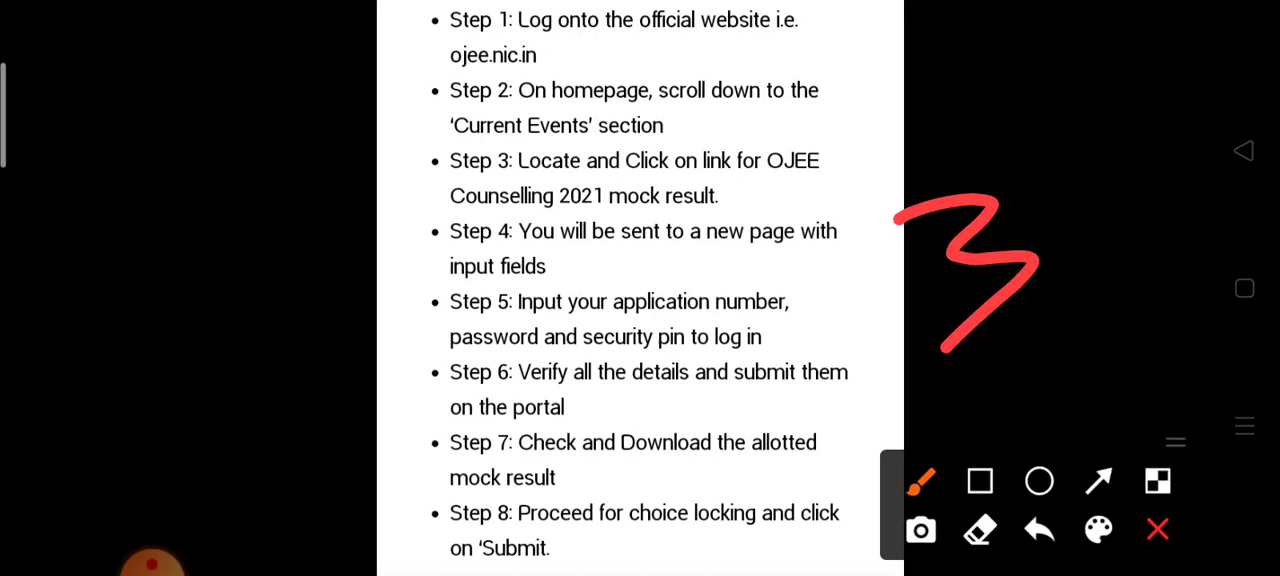 • Step 1: Log onto the official website i.e.
ojee.nic.in
• Step 2: On homepage, scroll down to the
‘Current Events’ section
• Step 3: Locate and Click on link for OJEE
Counselling 2021 mock result.
• Step 4: You will be sent to a new page with
input fields
• Step 5: Input your application number,
password and security pin to log in
• Step 6: Verify all the details and submit them
on the portal
• Step 7: Check and Download the allotted
mock result
• Step 8: Proceed for choice locking and click
on ‘Submit.
3